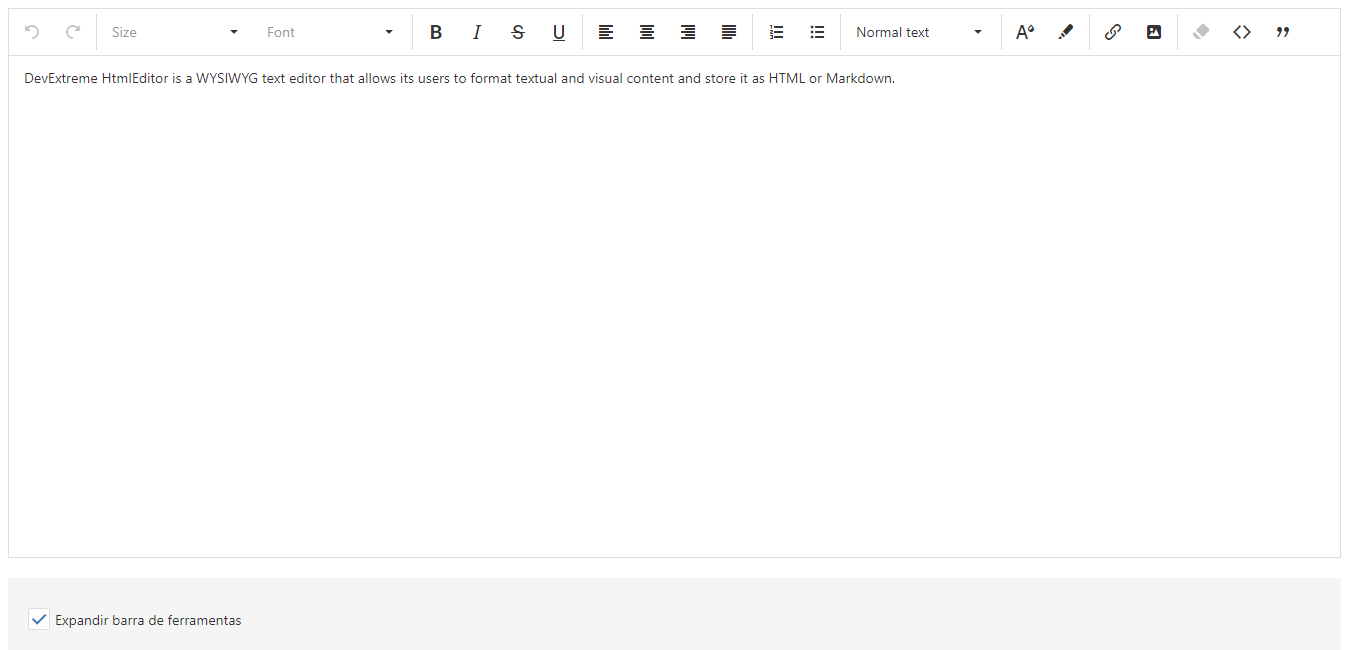 Size Font B I S U Normal text A
DevExtreme HtmlEditor is a WYSIWYG text editor that allows its users to format textual and visual content and store it as HTML or Markdown.
Expandir barra de ferramentas